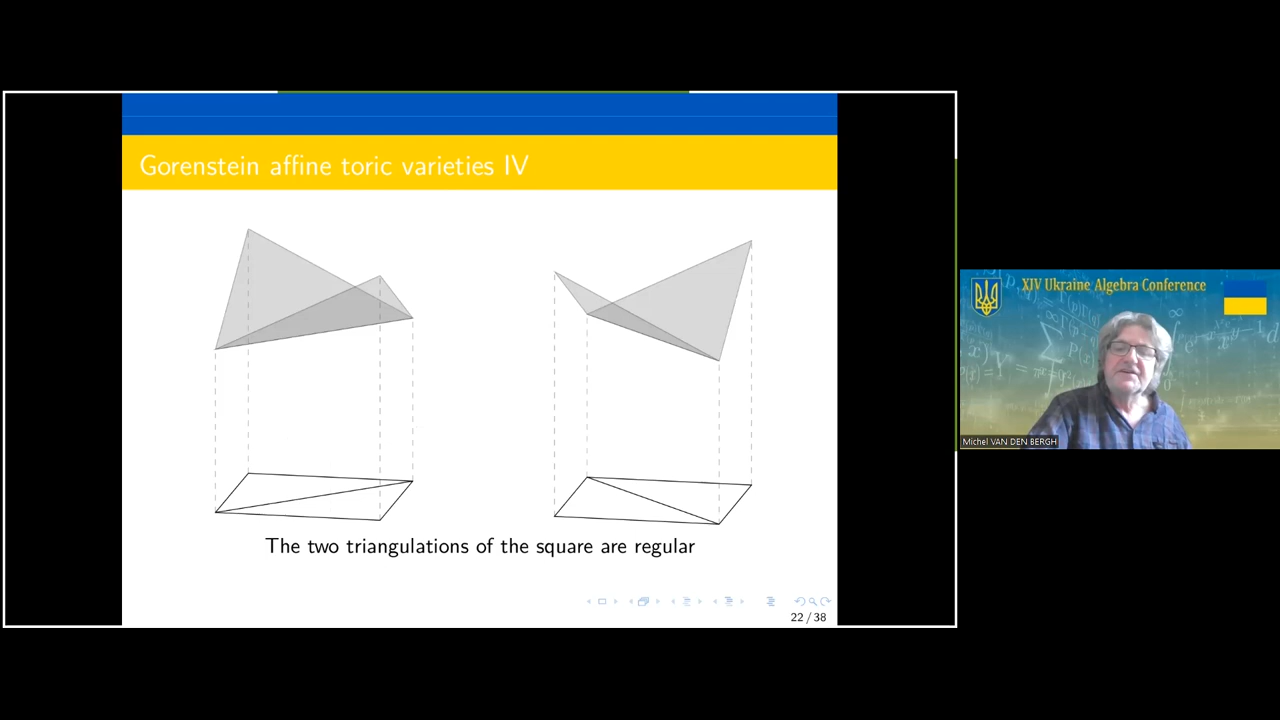 Gorenstein affine toric varieties IV
The two triangulations of the square are regular
22 / 38
XIV Ukraine Algebra Conference
Michel VAN DEN BERGH